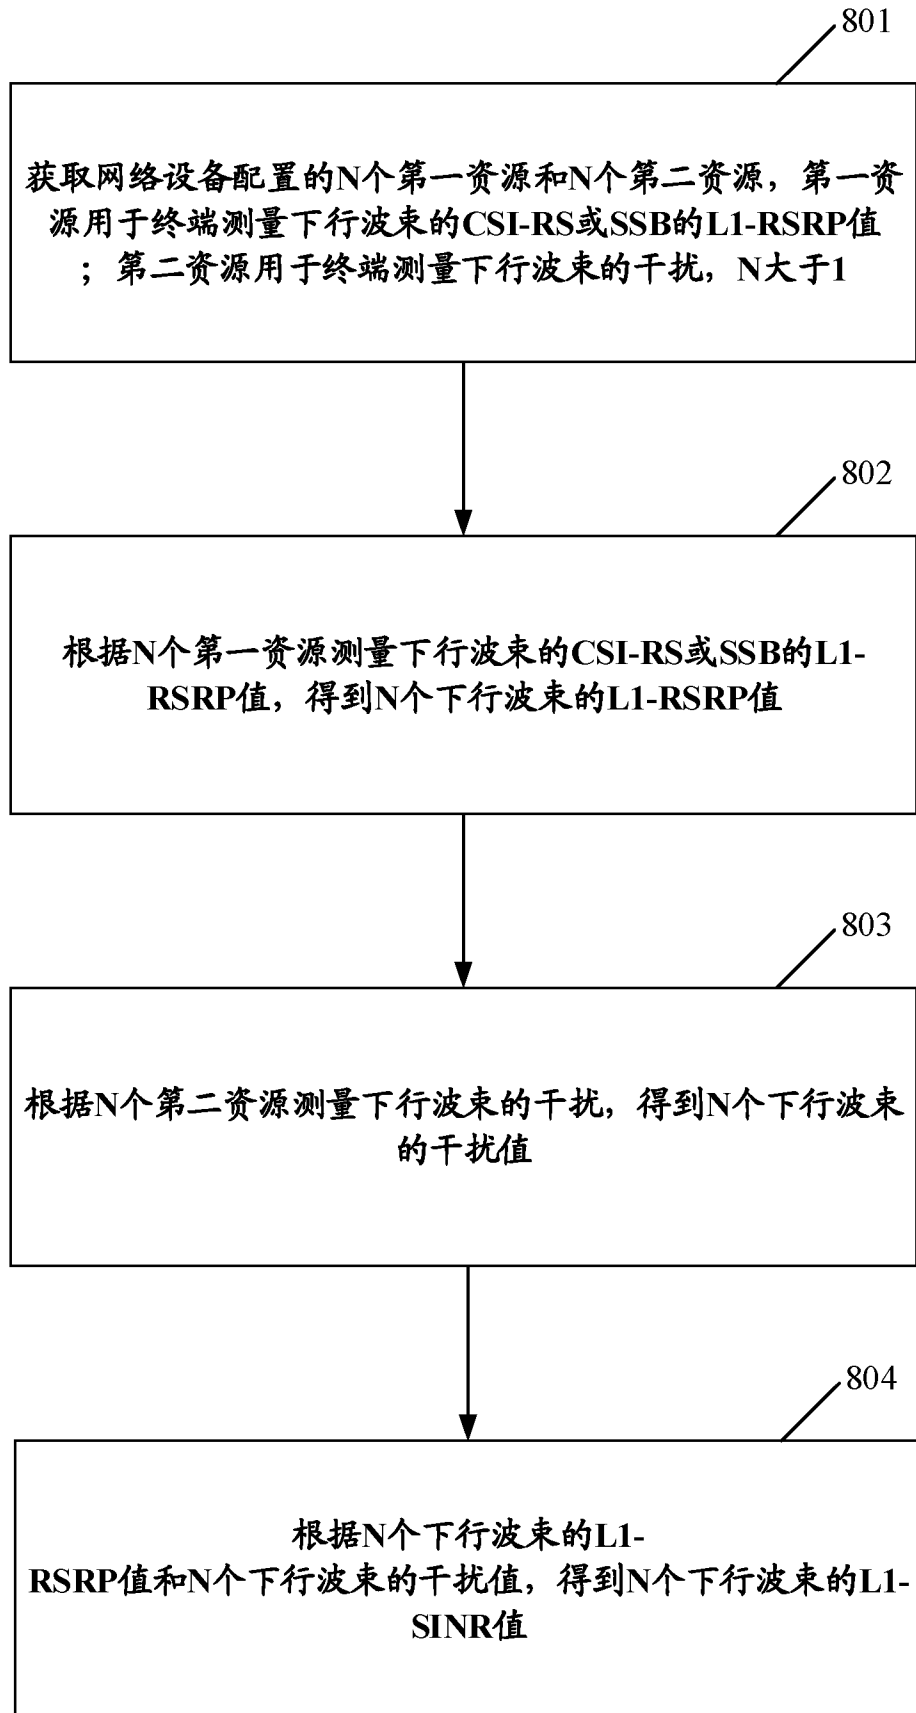 801
获取网络设备配置的N个第一资源和N个第二资源，第一资
源用于终端测量下行波束的CSI-RS或SSB的L1-RSRP值
；第二资源用于终端测量下行波束的干扰，N大于1
802
根据N个第一资源测量下行波束的CSI-RS或SSB的L1-
RSRP值，得到N个下行波束的L1-RSRP值
803
根据N个第二资源测量下行波束的干扰，得到N个下行波束
的干扰值
804
根据N个下行波束的L1-
RSRP值和N个下行波束的干扰值，得到N个下行波束的L1-
SINR值